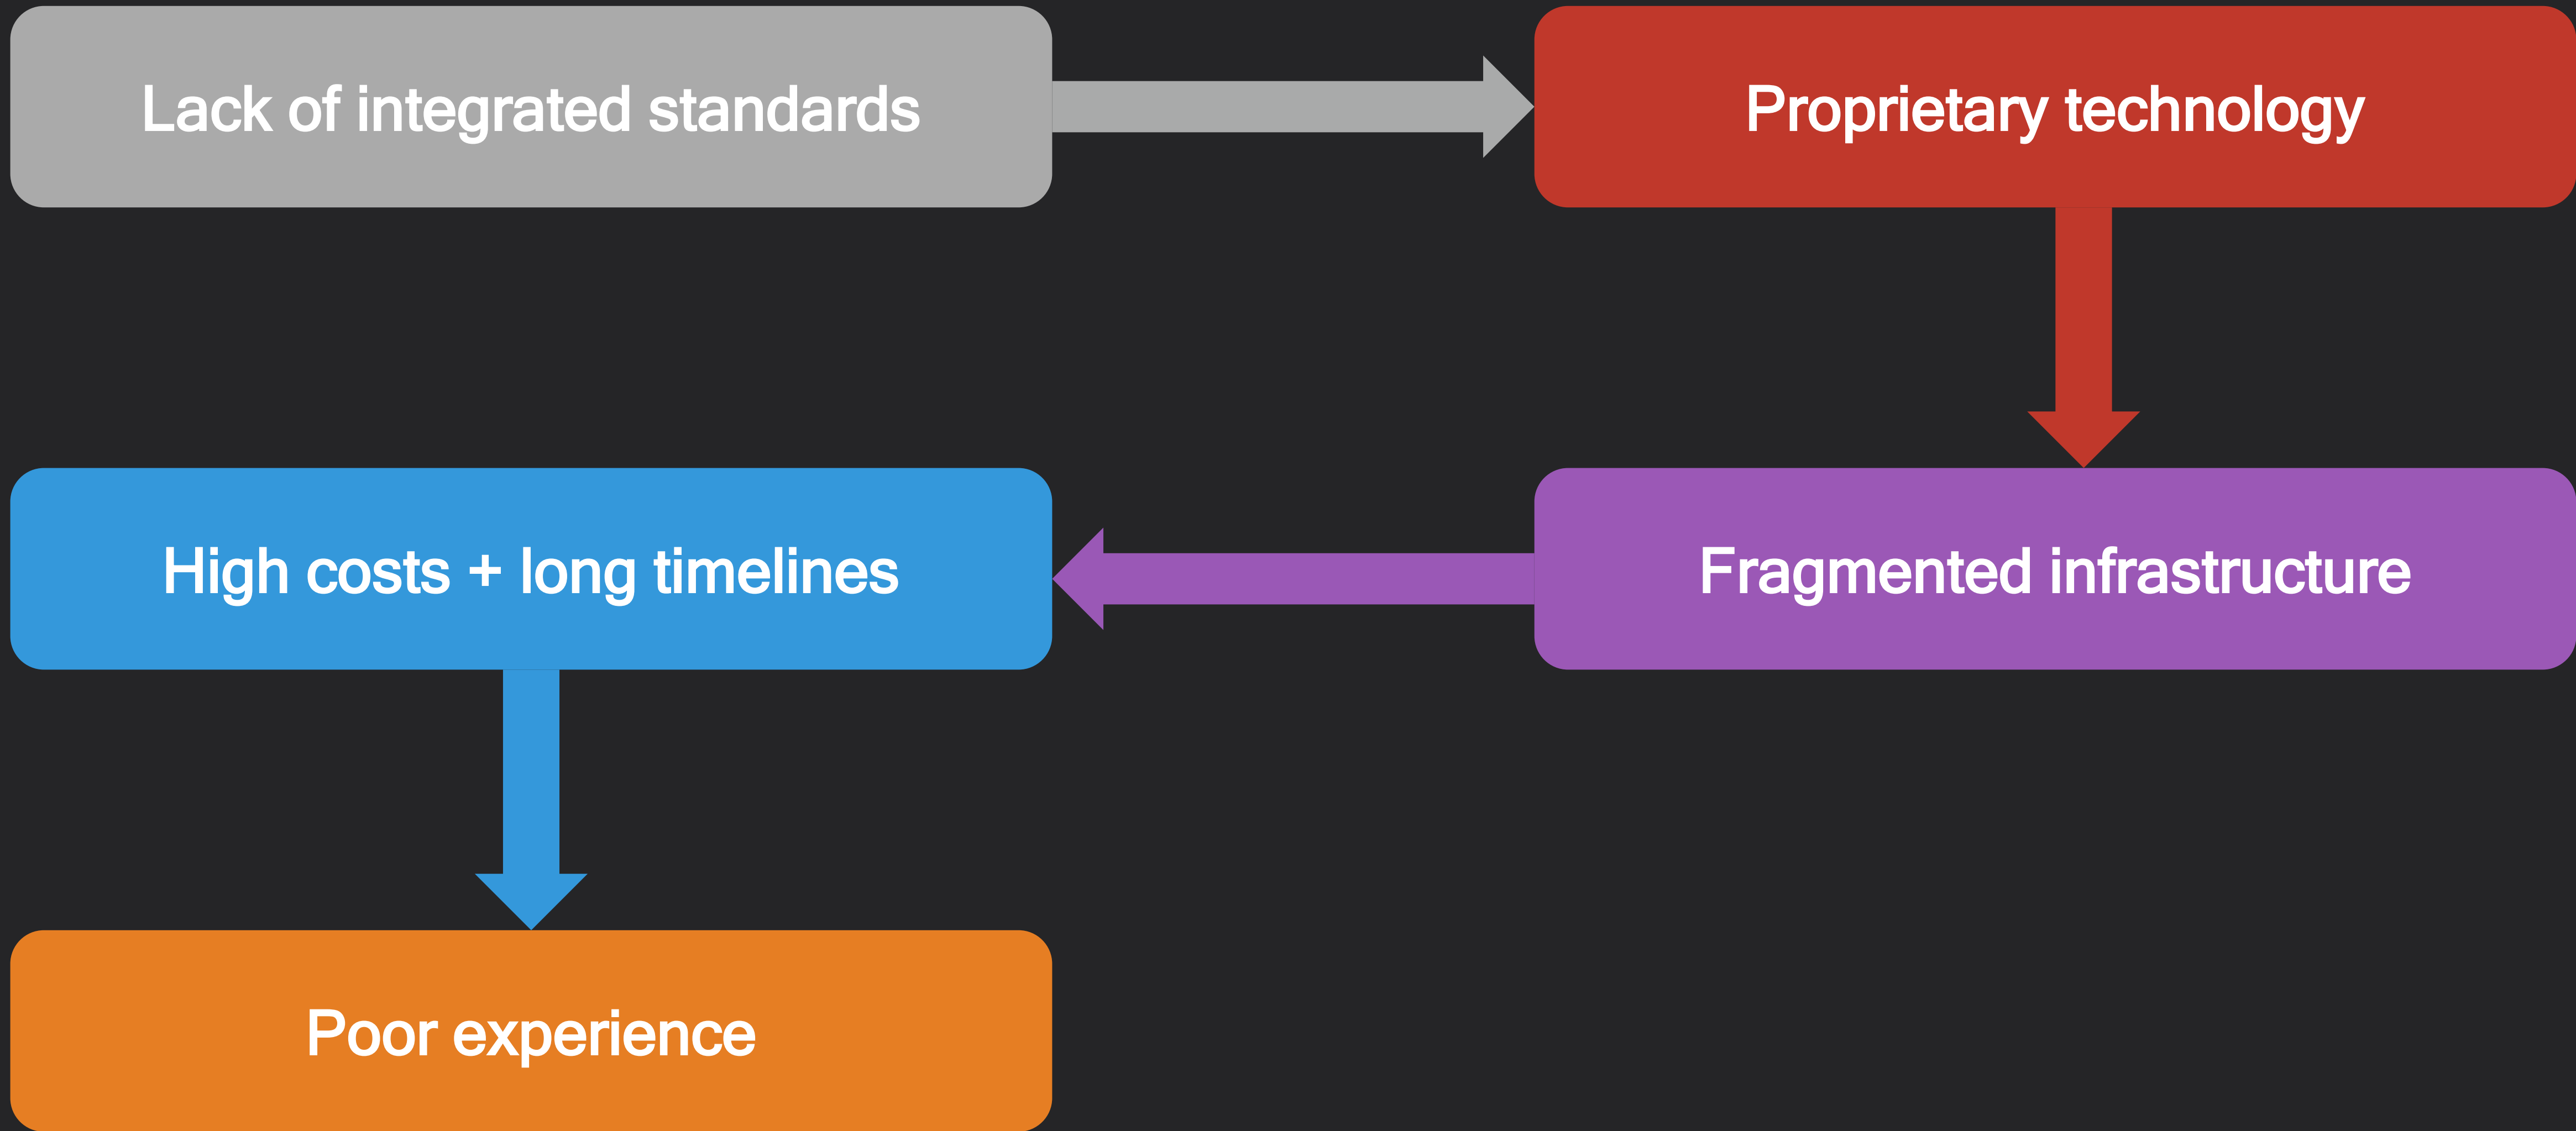 Lack of integrated standards
Proprietary technology
Fragmented infrastructure
High costs + long timelines
Poor experience